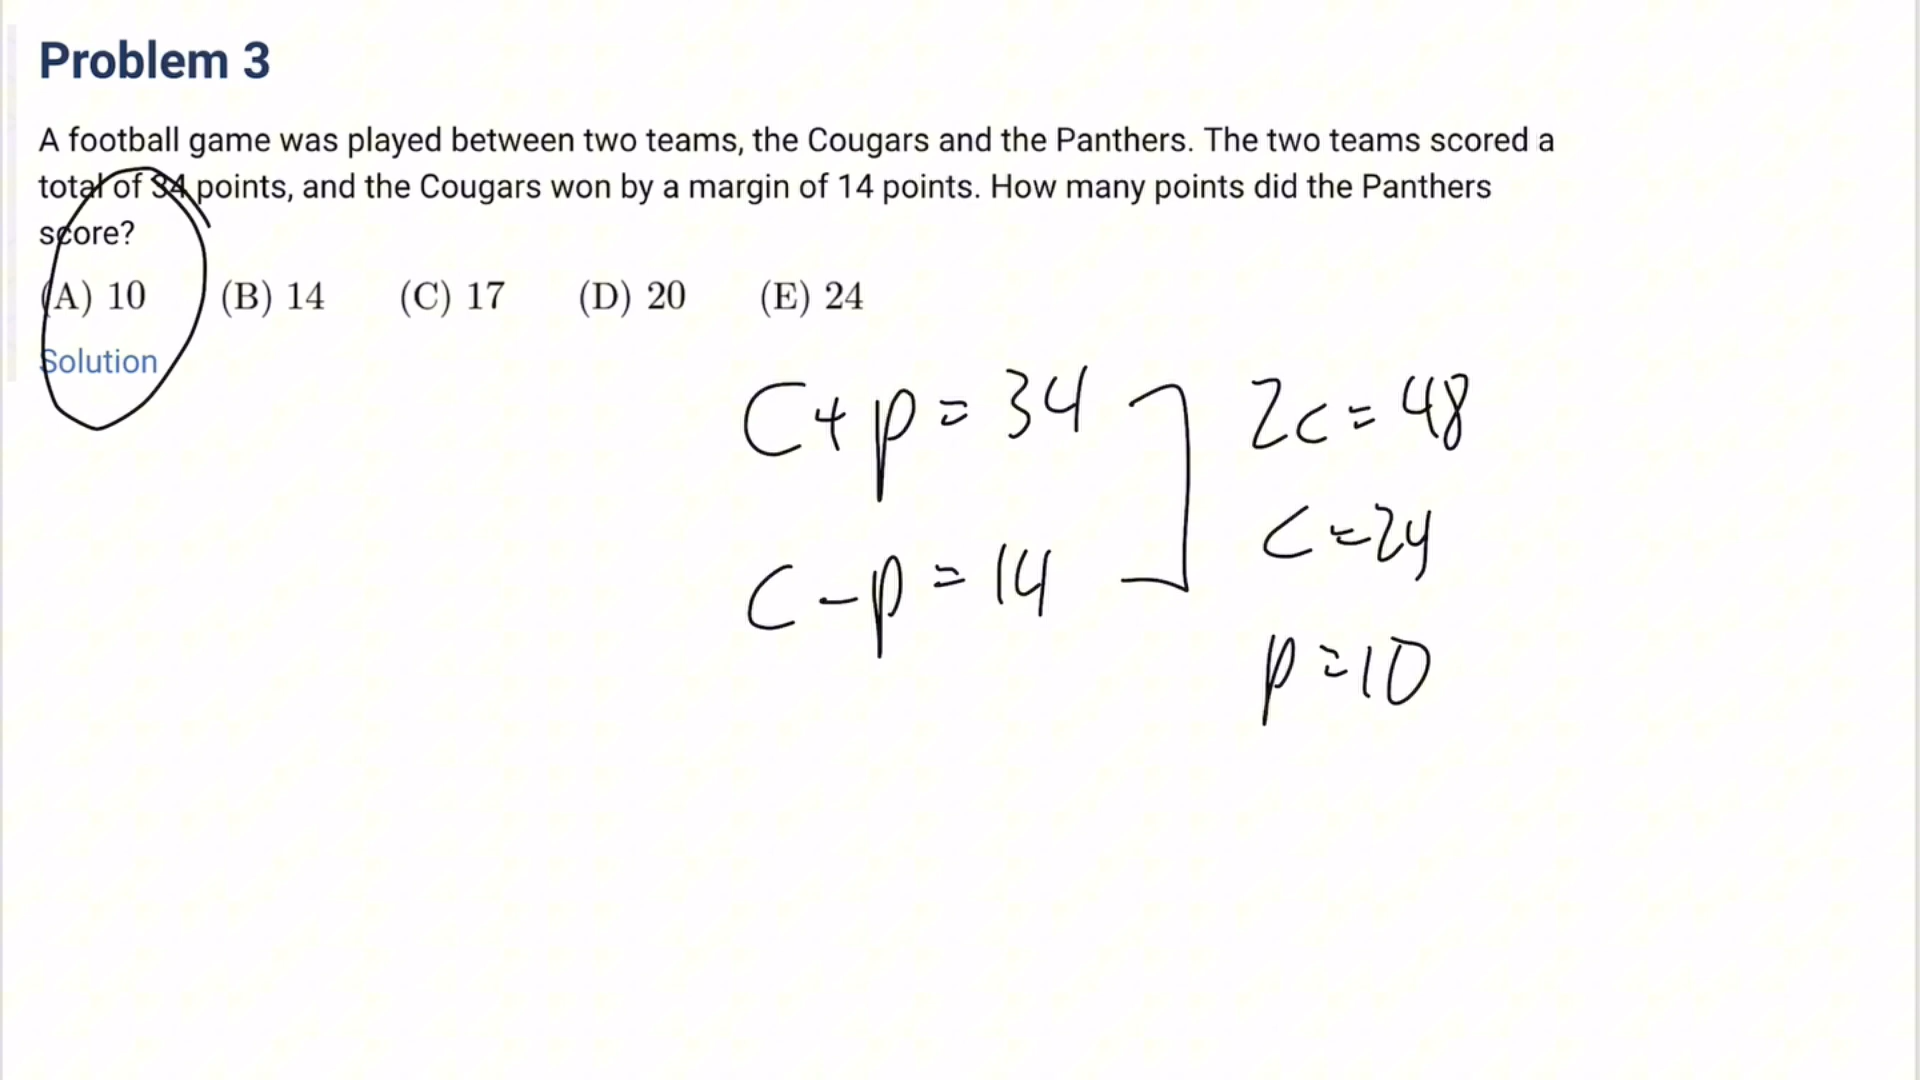 Problem 3
A football game was played between two teams, the Cougars and the Panthers. The two teams scored a
total of 34 points, and the Cougars won by a margin of 14 points. How many points did the Panthers
score?
(A) 10 (B) 14 (C) 17 (D) 20 (E) 24
Solution
C+p=34
C-p=14
2c=48
c=24
p=10